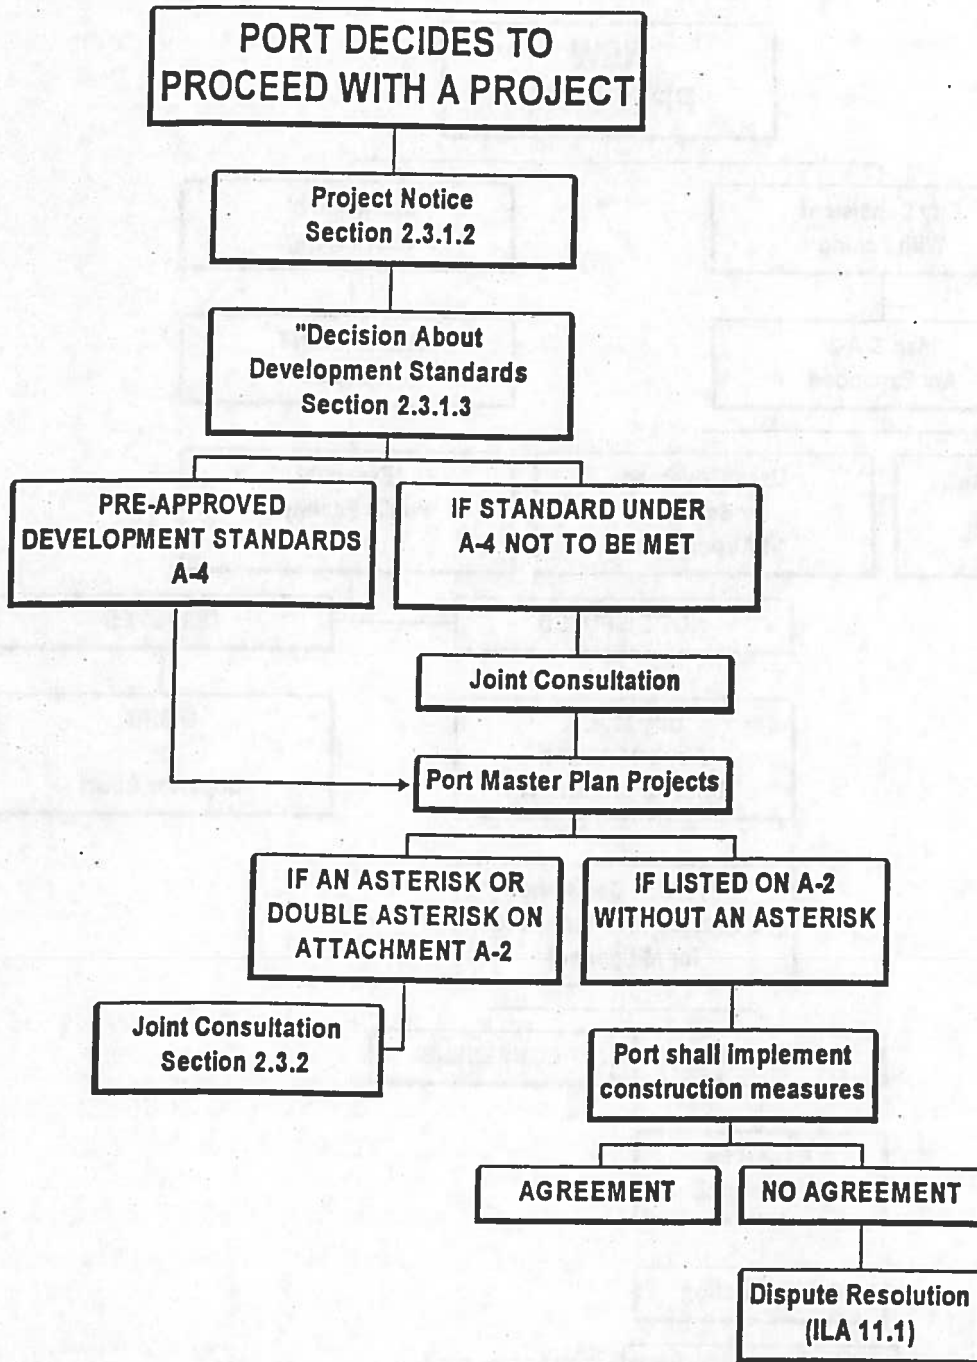 PORT DECIDES TO
PROCEED WITH A PROJECT
Project Notice
Section 2.3.1.2
"Decision About
Development Standards
Section 2.3.1.3
PRE-APPROVED
DEVELOPMENT STANDARDS
A-4
IF STANDARD UNDER
A-4 NOT TO BE MET
Joint Consultation
Port Master Plan Projects
IF AN ASTERISK OR
DOUBLE ASTERISK ON
ATTACHMENT A-2
IF LISTED ON A-2
WITHOUT AN ASTERISK
Joint Consultation
Section 2.3.2
Port shall implement
construction measures
AGREEMENT
NO AGREEMENT
Dispute Resolution
(ILA 11.1)